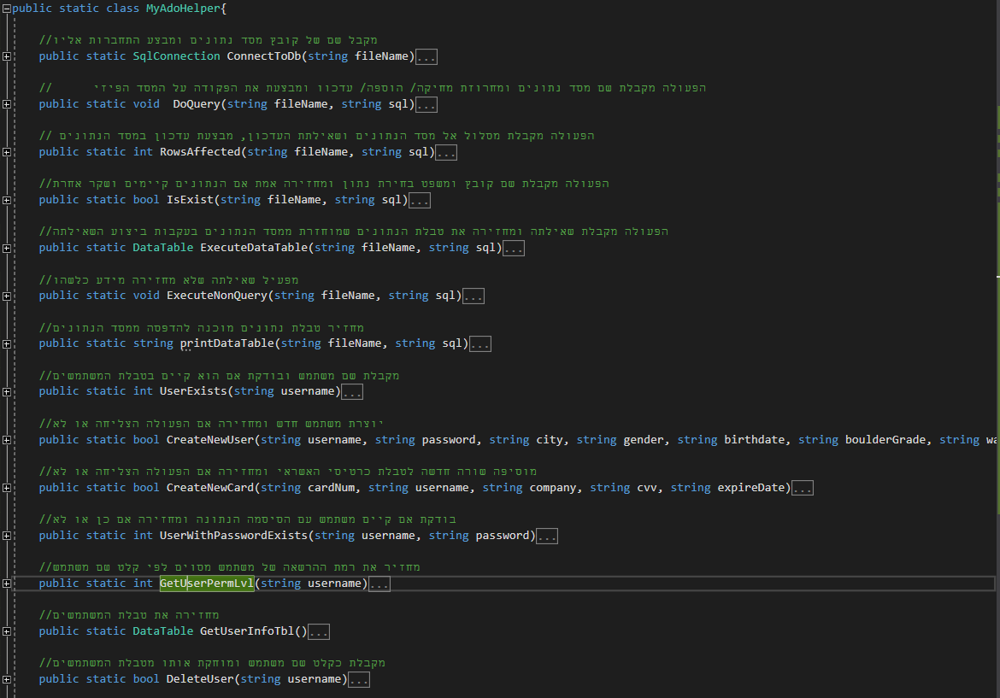 public static class MyAdoHelper{
//מקבל שם של קובץ מסד נתונים ומבצע התחברות אליו
public static SqlConnection ConnectToDb(string fileName)...
// הפעולה מקבלת שם מסד נתונים ומחרוזת מחיקה/ הוספה/ עדכון ומבצעת את הפקודה על המסד הפיזי
public static void DoQuery(string fileName, string sql)...
// הפעולה מקבלת מסלול אל מסד הנתונים ושאילתת העדכון, מבצעת עדכון במסד הנתונים
public static int RowsAffected(string fileName, string sql)...
//הפעולה מקבלת שם קובץ ומשפט בחירת נתון ומחזירה אמת אם הנתונים קיימים ושקר אחרת
public static bool IsExist(string fileName, string sql)...
//הפעולה מקבלת שאילתה ומחזירה את טבלת הנתונים שמוחזרת ממסד הנתונים בעקבות ביצוע השאילתה
public static DataTable ExecuteDataTable(string fileName, string sql)...
//מפעיל שאילתה שלא מחזירה מידע כלשהו
public static void ExecuteNonQuery(string fileName, string sql)...
//מחזיר טבלת נתונים מוכנה להדפסה ממסד הנתונים
public static string printDataTable(string fileName, string sql)...
//מקבלת שם משתמש ובודקת אם הוא קיים בטבלת המשתמשים
public static int UserExists(string username)...
//יוצרת משתמש חדש ומחזירה אם הפעולה הצליחה או לא
public static bool CreateNewUser(string username, string password, string city, string gender, string birthdate, string boulderGrade, string wa
//מוסיפה שורה חדשה לטבלת כרטיסי האשראי ומחזירה אם הפעולה הצליחה או לא
public static bool CreateNewCard(string cardNum, string username, string company, string cvv, string expireDate)...
//בודקת אם קיים משתמש עם הסיסמה הנתונה ומחזירה אם כן או לא
public static int UserWithPasswordExists(string username, string password)...
//מחזיר את רמת ההרשאה של משתמש מסוים לפי קלט שם משתמש
public static int GetUserPermLvl(string username)...
//מחזירה את טבלת המשתמשים
public static DataTable GetUserInfoTbl()...
//מקבלת כקלט שם משתמש ומוחקת אותו מטבלת המשתמשים
public static bool DeleteUser(string username)...